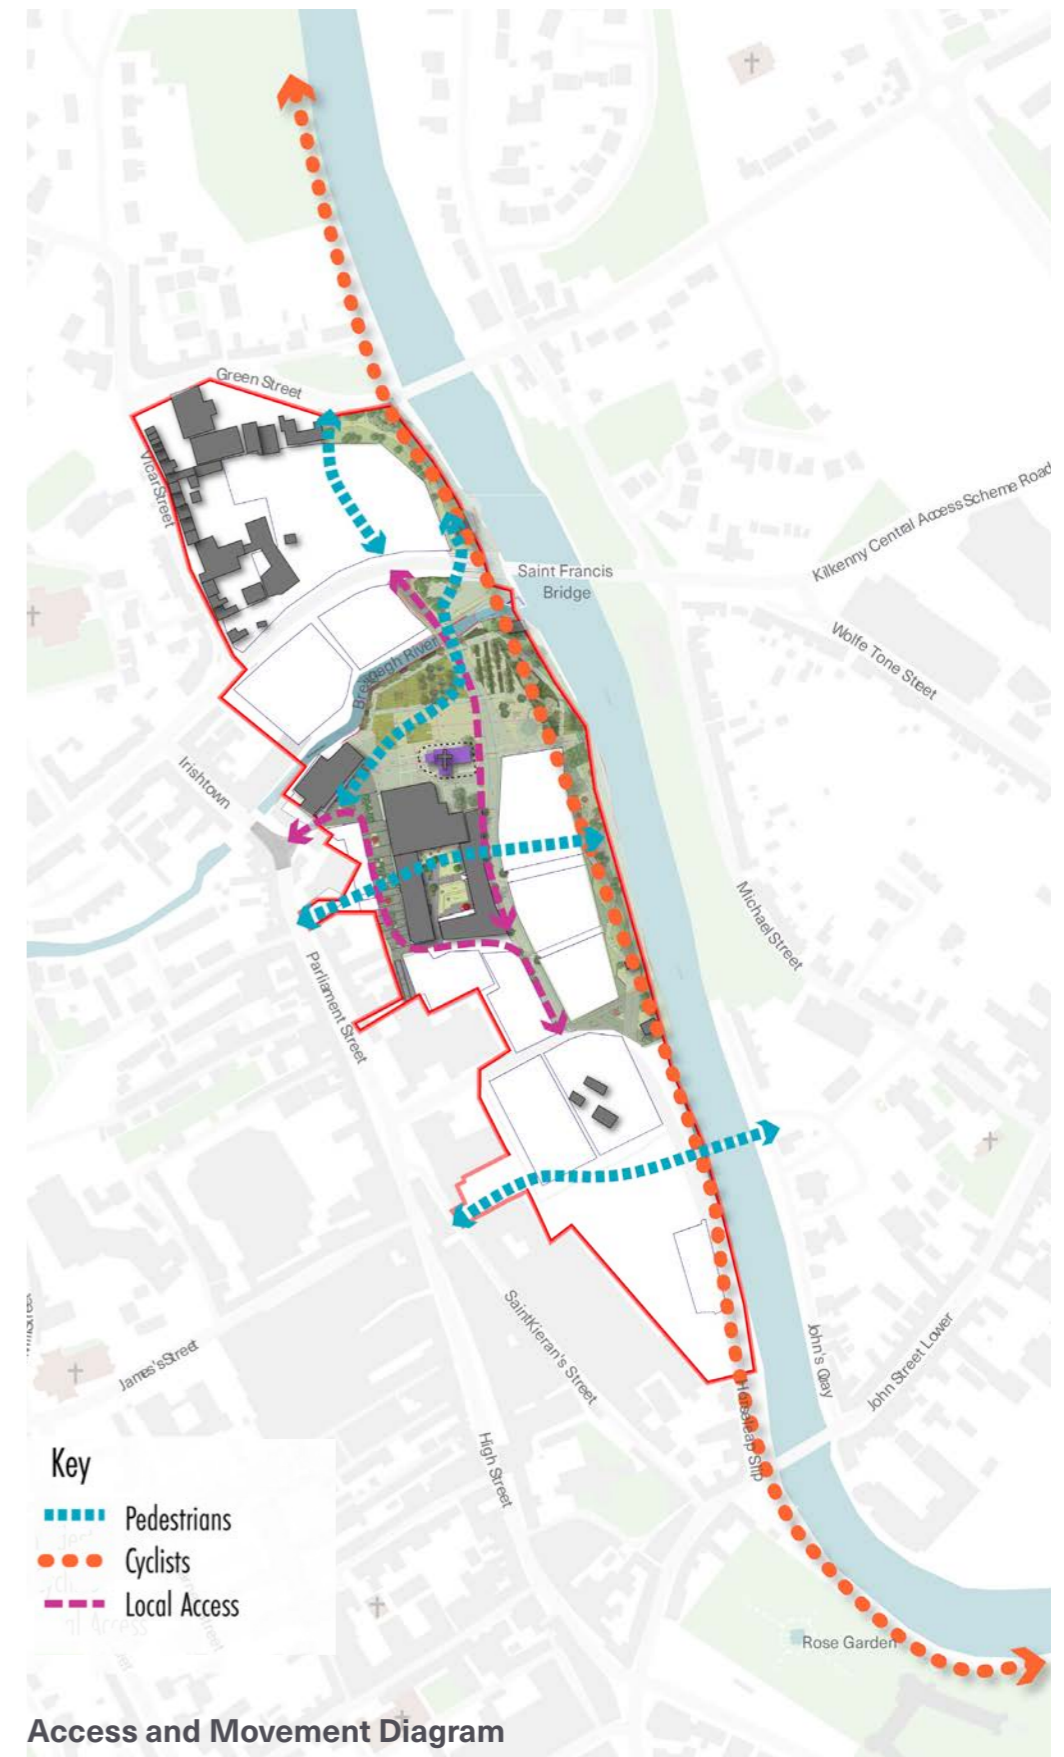 Green Street
Vicar Street
Kilkenny Central Access Scheme Road
Saint Francis
Bridge
Wolfe Tone Street
Breagagh River
Irishtown
Michael Street
Parliament Street
Saint Kieran's Street
James's Street
John's Quay
John Street Lower
Horseleap Slip
High Street
Key
Pedestrians
Cyclists
Local Access
Rose Garden
Access and Movement Diagram